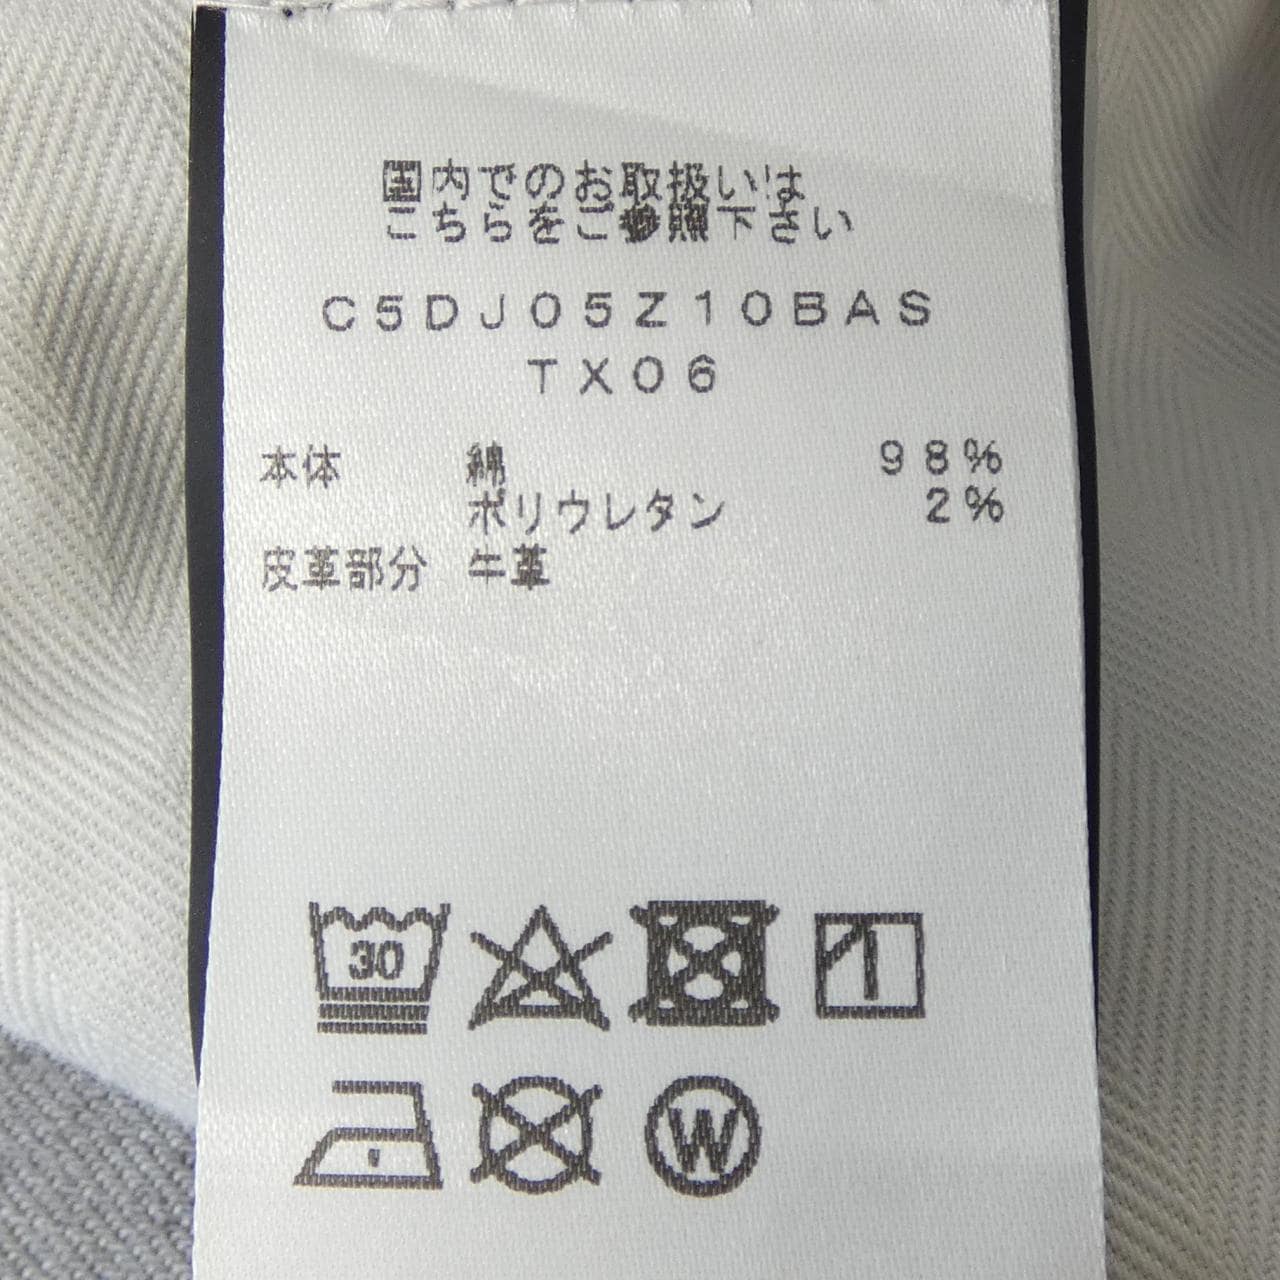 国内でのお取扱いは
こちらをご参照下さい
C5DJ05Z10BAS
TX06
本体 綿 98%
ポリウレタン 2%
皮革部分 牛革
30
W